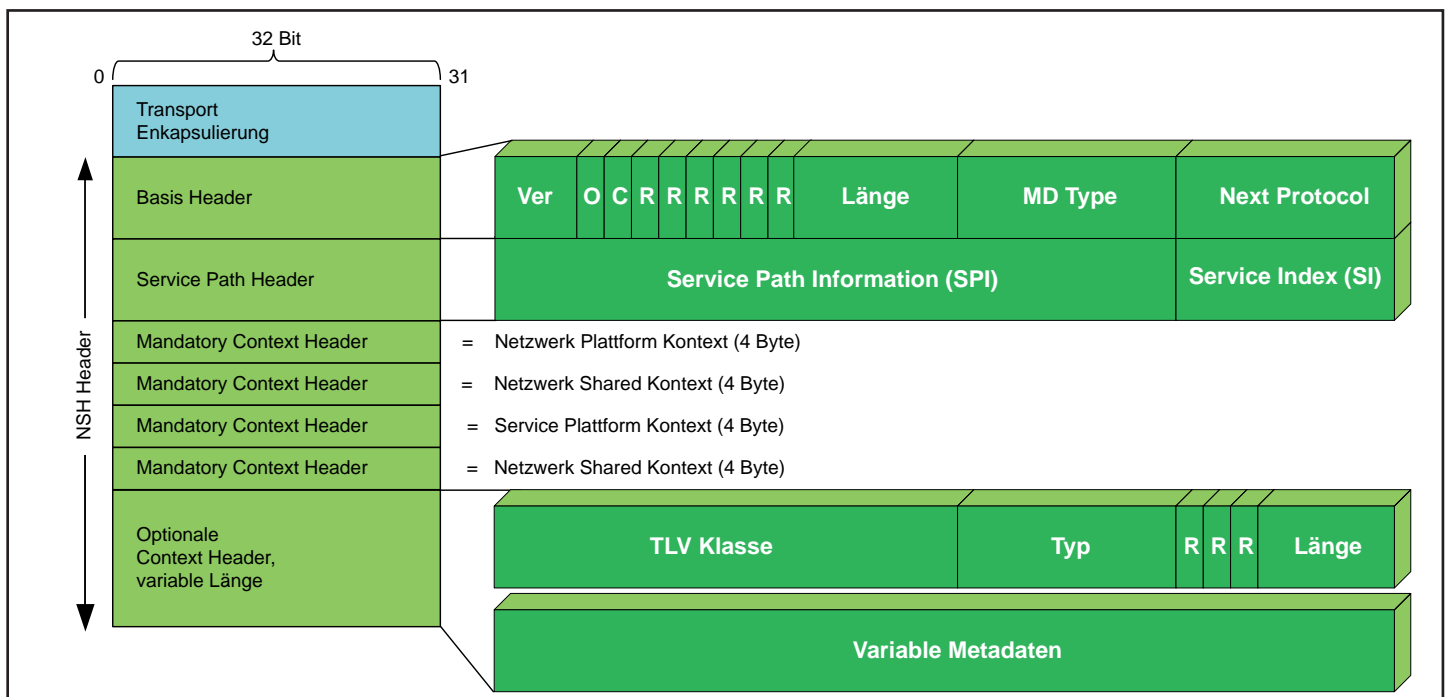 32 Bit
0
31
Transport
Enkapsulierung
Basis Header
Ver O C R R R R R R Länge MD Type Next Protocol
Service Path Header
Service Path Information (SPI) Service Index (SI)
NSH Header
Mandatory Context Header = Netzwerk Plattform Kontext (4 Byte)
Mandatory Context Header = Netzwerk Shared Kontext (4 Byte)
Mandatory Context Header = Service Plattform Kontext (4 Byte)
Mandatory Context Header = Netzwerk Shared Kontext (4 Byte)
Optionale
Context Header,
variable Länge
TLV Klasse Typ R R R Länge
Variable Metadaten